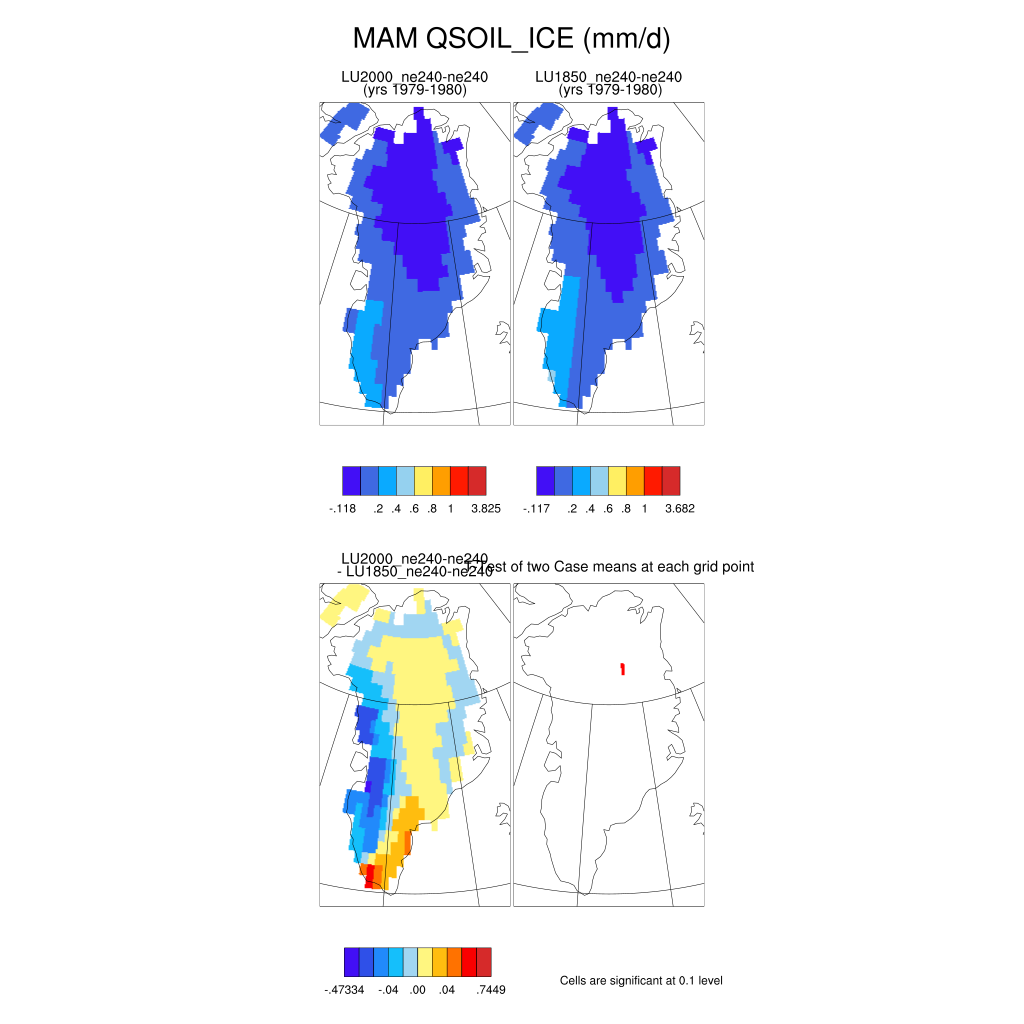 MAM QSOIL_ICE (mm/d)
LU2000_ne240-ne240
(yrs 1979-1980)
LU1850_ne240-ne240
(yrs 1979-1980)
-.118 .2 .4 .6 .8 1 3.825
-.117 .2 .4 .6 .8 1 3.682
LU2000_ne240-ne240
- LU1850_ne240-ne240
T-Test of two Case means at each grid point
-.47334 -.04 .00 .04 .7449
Cells are significant at 0.1 level